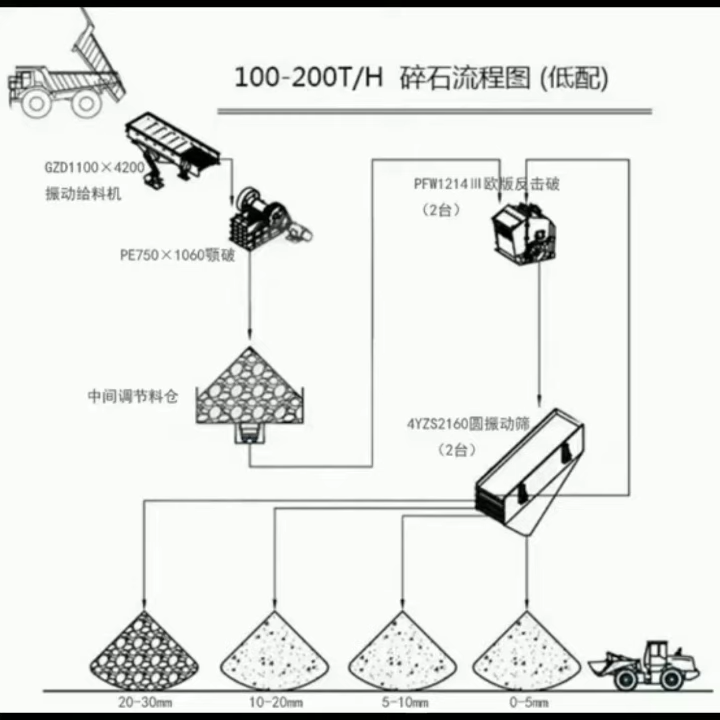 100-200T/H 碎石流程图 (低配)
GZD1100×4200
振动给料机
PFW1214Ⅲ欧版反击破
(2台)
PE750×1060颚破
中间调节料仓
4YZS2160圆振动筛
(2台)
20-30mm
10-20mm
5-10mm
0-5mm